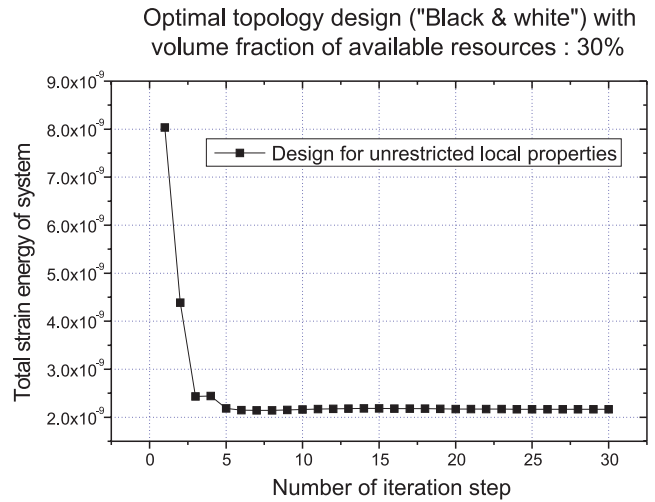 Optimal topology design ("Black & white") with
volume fraction of available resources : 30%
9.0x10⁻⁹
8.0x10⁻⁹
7.0x10⁻⁹
6.0x10⁻⁹
5.0x10⁻⁹
4.0x10⁻⁹
3.0x10⁻⁹
2.0x10⁻⁹
Total strain energy of system
Design for unrestricted local properties
0 5 10 15 20 25 30
Number of iteration step